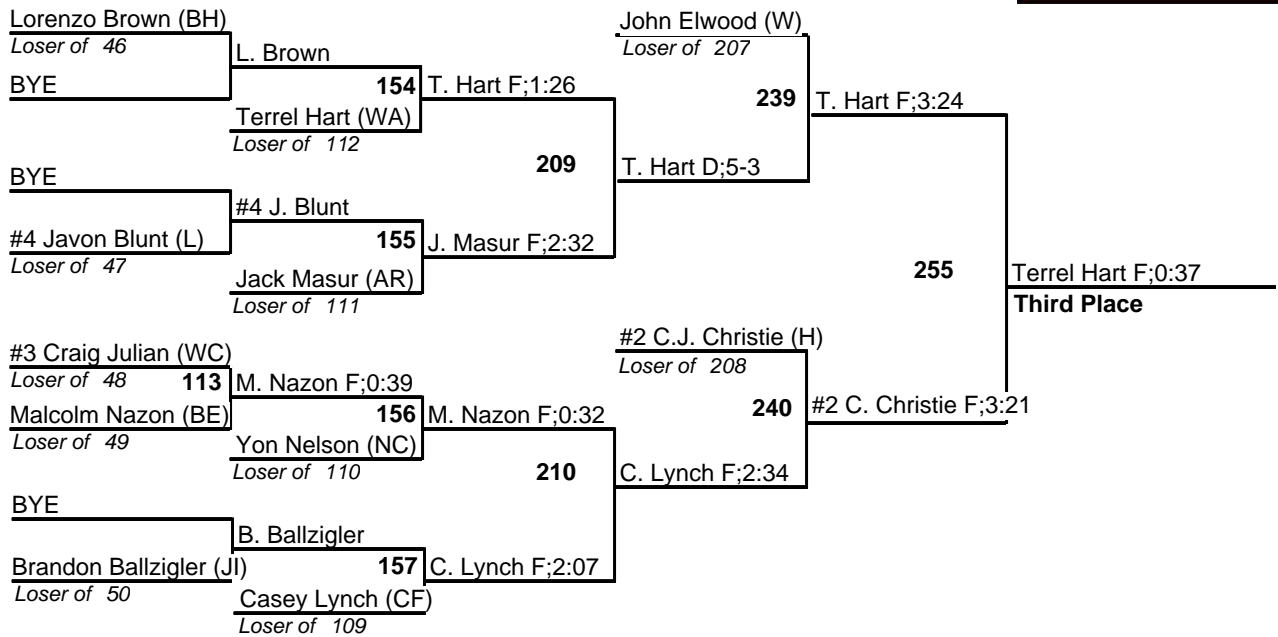 Lorenzo Brown (BH)
Loser of 46
L. Brown
BYE
154
T. Hart F;1:26
Terrel Hart (WA)
Loser of 112
209
BYE
#4 J. Blunt
#4 Javon Blunt (L)
Loser of 47
155
J. Masur F;2:32
Jack Masur (AR)
Loser of 111
John Elwood (W)
Loser of 207
239
T. Hart F;3:24
T. Hart D;5-3
255
Terrel Hart F;0:37
Third Place
#3 Craig Julian (WC)
Loser of 48
113
M. Nazon F;0:39
Malcolm Nazon (BE)
Loser of 49
156
M. Nazon F;0:32
Yon Nelson (NC)
Loser of 110
210
BYE
B. Ballzigler
Brandon Ballzigler (JI)
Loser of 50
157
C. Lynch F;2:07
Casey Lynch (CF)
Loser of 109
#2 C.J. Christie (H)
Loser of 208
240
#2 C. Christie F;3:21
C. Lynch F;2:34